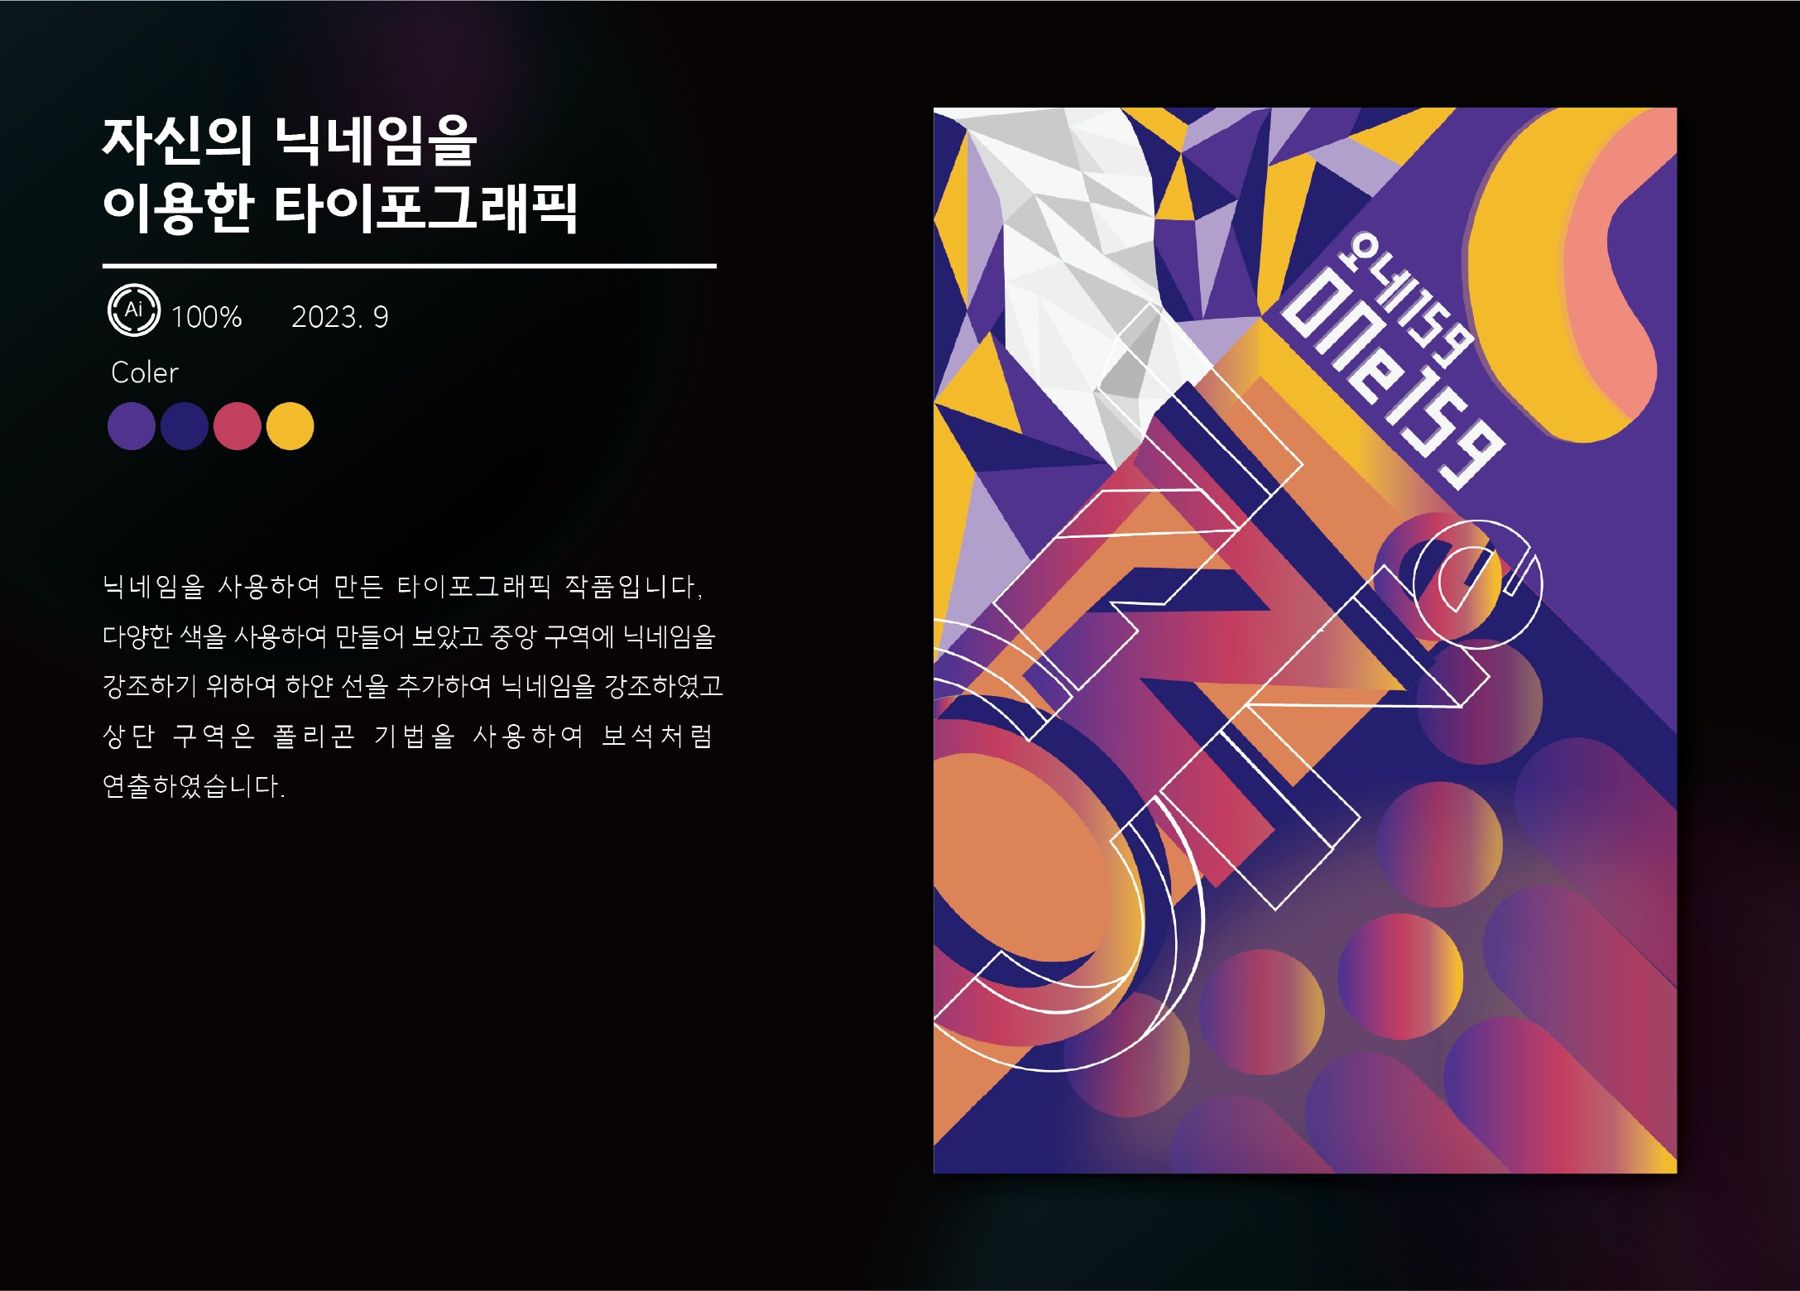 자신의 닉네임을
이용한 타이포그래픽
Ai 100% 2023. 9
Coler
닉네임을 사용하여 만든 타이포그래픽 작품입니다,
다양한 색을 사용하여 만들어 보았고 중앙 구역에 닉네임을
강조하기 위하여 하얀 선을 추가하여 닉네임을 강조하였고
상단 구역은 폴리곤 기법을 사용하여 보석처럼
연출하였습니다.
오네159
ONe159
ONe